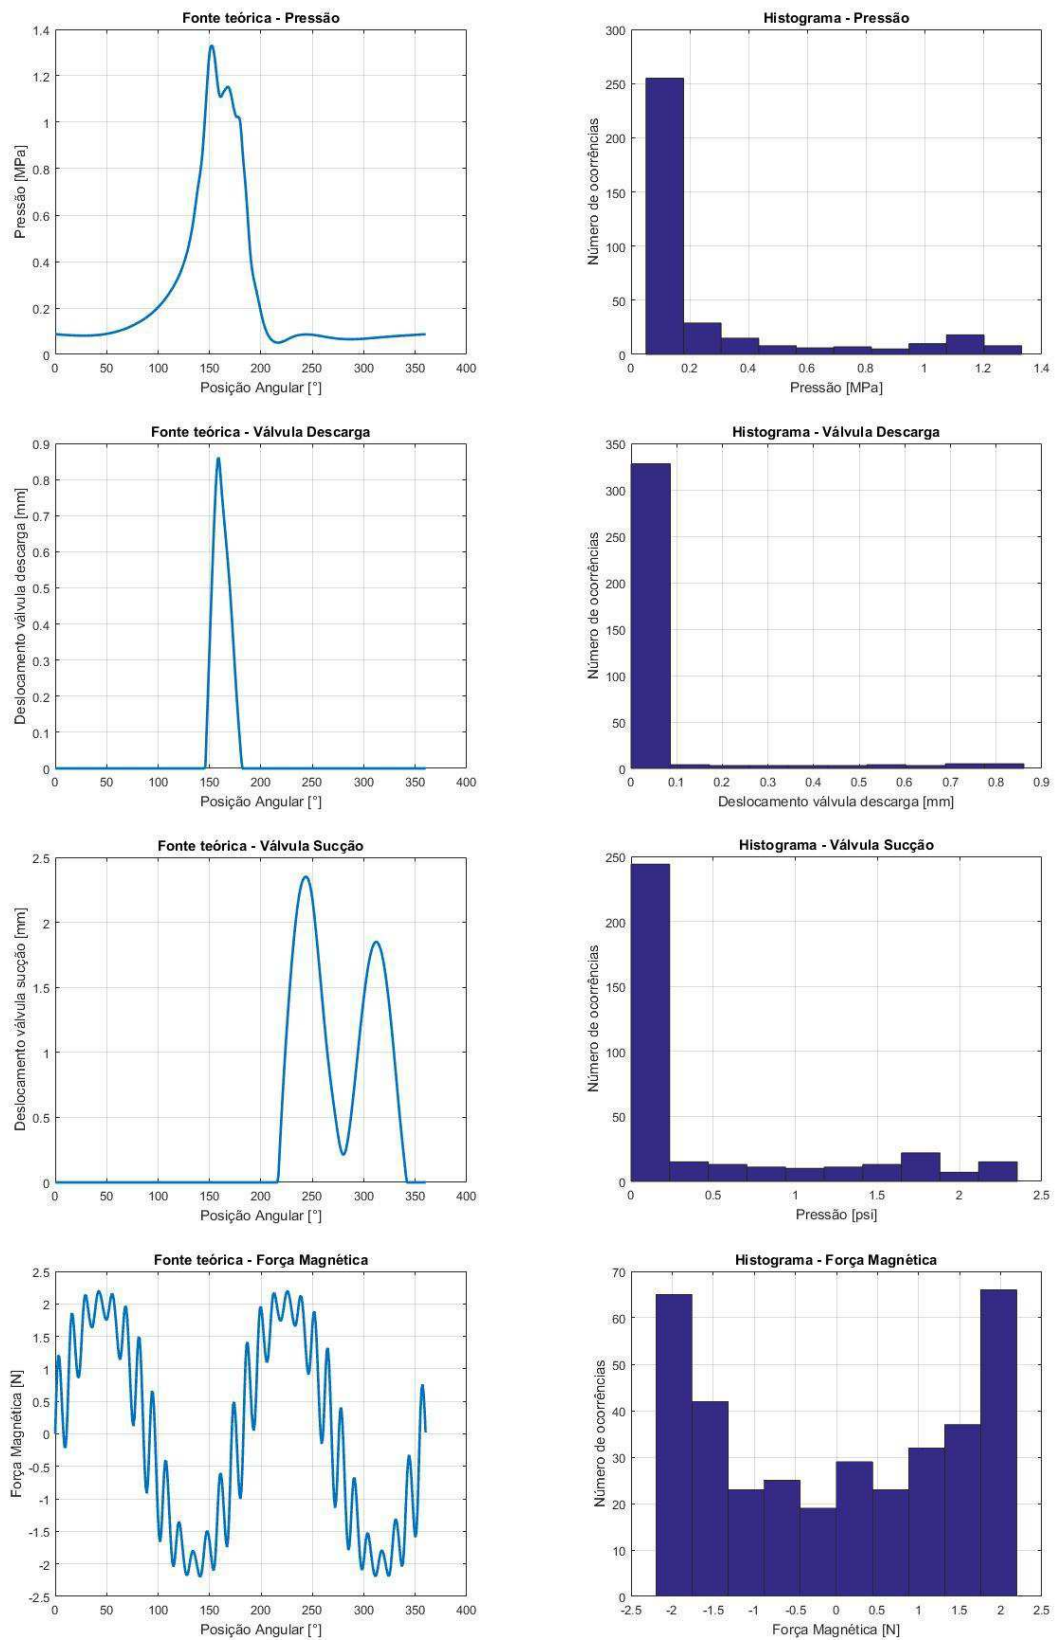 Fonte teórica - Pressão
1.4
1.2
1
0.8
0.6
0.4
0.2
0
Pressão [MPa]
0 50 100 150 200 250 300 350 400
Posição Angular [°]
Histograma - Pressão
300
250
200
150
100
50
0
Número de ocorrências
0 0.2 0.4 0.6 0.8 1 1.2 1.4
Pressão [MPa]
Fonte teórica - Válvula Descarga
0.9
0.8
0.7
0.6
0.5
0.4
0.3
0.2
0.1
0
Deslocamento válvula descarga [mm]
0 50 100 150 200 250 300 350 400
Posição Angular [°]
Histograma - Válvula Descarga
350
300
250
200
150
100
50
0
Número de ocorrências
0 0.1 0.2 0.3 0.4 0.5 0.6 0.7 0.8 0.9
Deslocamento válvula descarga [mm]
Fonte teórica - Válvula Sucção
2.5
2
1.5
1
0.5
0
Deslocamento válvula sucção [mm]
0 50 100 150 200 250 300 350 400
Posição Angular [°]
Histograma - Válvula Sucção
250
200
150
100
50
0
Número de ocorrências
0 0.5 1 1.5 2 2.5
Pressão [psi]
Fonte teórica - Força Magnética
2.5
2
1.5
1
0.5
0
-0.5
-1
-1.5
-2
-2.5
Força Magnética [N]
0 50 100 150 200 250 300 350 400
Posição Angular [°]
Histograma - Força Magnética
70
60
50
40
30
20
10
0
Número de ocorrências
-2.5 -2 -1.5 -1 -0.5 0 0.5 1 1.5 2 2.5
Força Magnética [N]